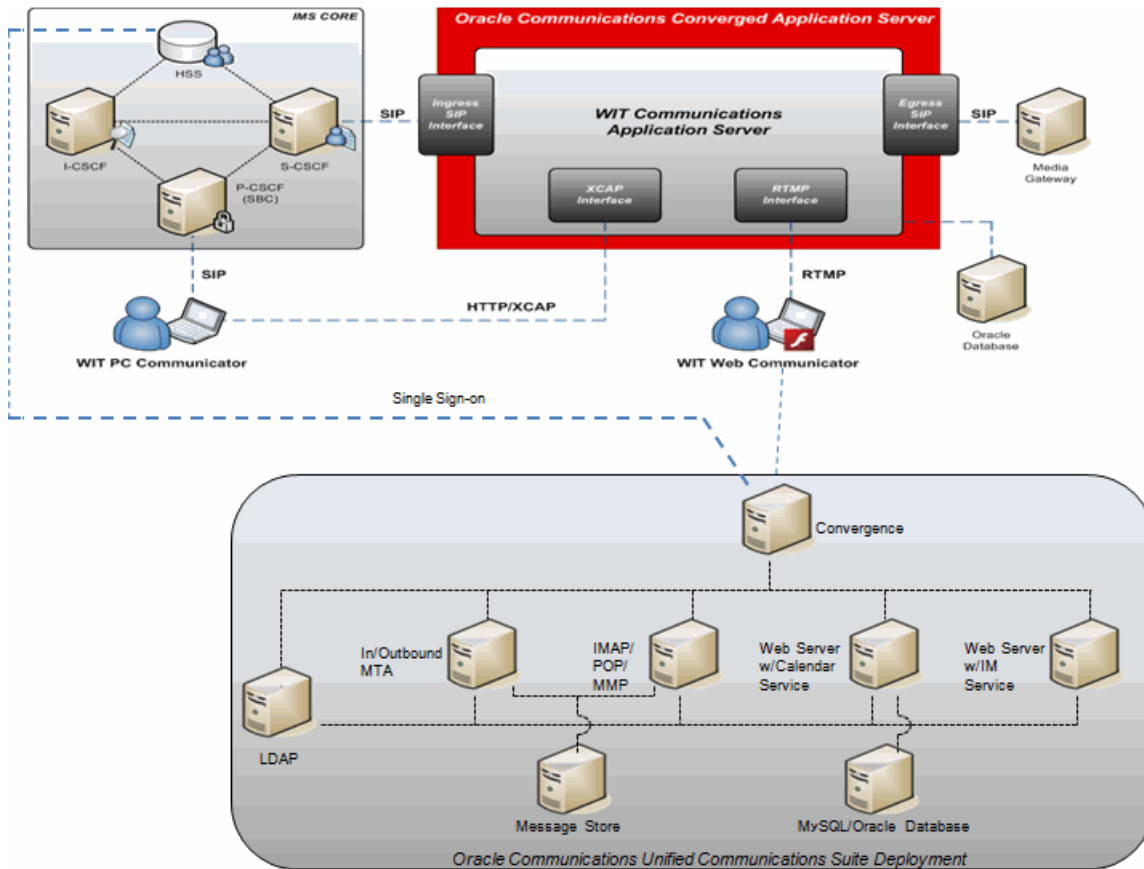 IMS CORE
HSS
I-CSCF
S-CSCF
P-CSCF
(SBC)
SIP
Oracle Communications Converged Application Server
Ingress
SIP
Interface
WIT Communications
Application Server
Egress
SIP
Interface
SIP
Media
Gateway
XCAP
Interface
RTMP
Interface
SIP
HTTP/XCAP
RTMP
Oracle
Database
WIT PC Communicator
WIT Web Communicator
Single Sign-on
Convergence
In/Outbound
MTA
IMAP/
POP/
MMP
Web Server
w/Calendar
Service
Web Server
w/IM
Service
LDAP
Message Store
MySQL/Oracle Database
Oracle Communications Unified Communications Suite Deployment